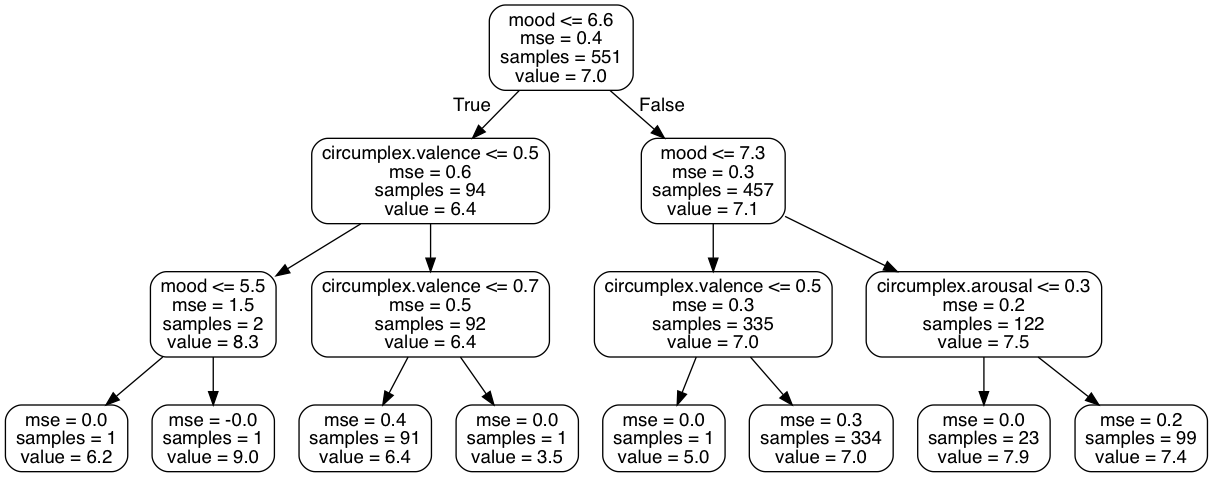 mood <= 6.6
mse = 0.4
samples = 551
value = 7.0
True
False
circumplex.valence <= 0.5
mse = 0.6
samples = 94
value = 6.4
mood <= 7.3
mse = 0.3
samples = 457
value = 7.1
mood <= 5.5
mse = 1.5
samples = 2
value = 8.3
circumplex.valence <= 0.7
mse = 0.5
samples = 92
value = 6.4
circumplex.valence <= 0.5
mse = 0.3
samples = 335
value = 7.0
circumplex.arousal <= 0.3
mse = 0.2
samples = 122
value = 7.5
mse = 0.0
samples = 1
value = 6.2
mse = -0.0
samples = 1
value = 9.0
mse = 0.4
samples = 91
value = 6.4
mse = 0.0
samples = 1
value = 3.5
mse = 0.0
samples = 1
value = 5.0
mse = 0.3
samples = 334
value = 7.0
mse = 0.0
samples = 23
value = 7.9
mse = 0.2
samples = 99
value = 7.4